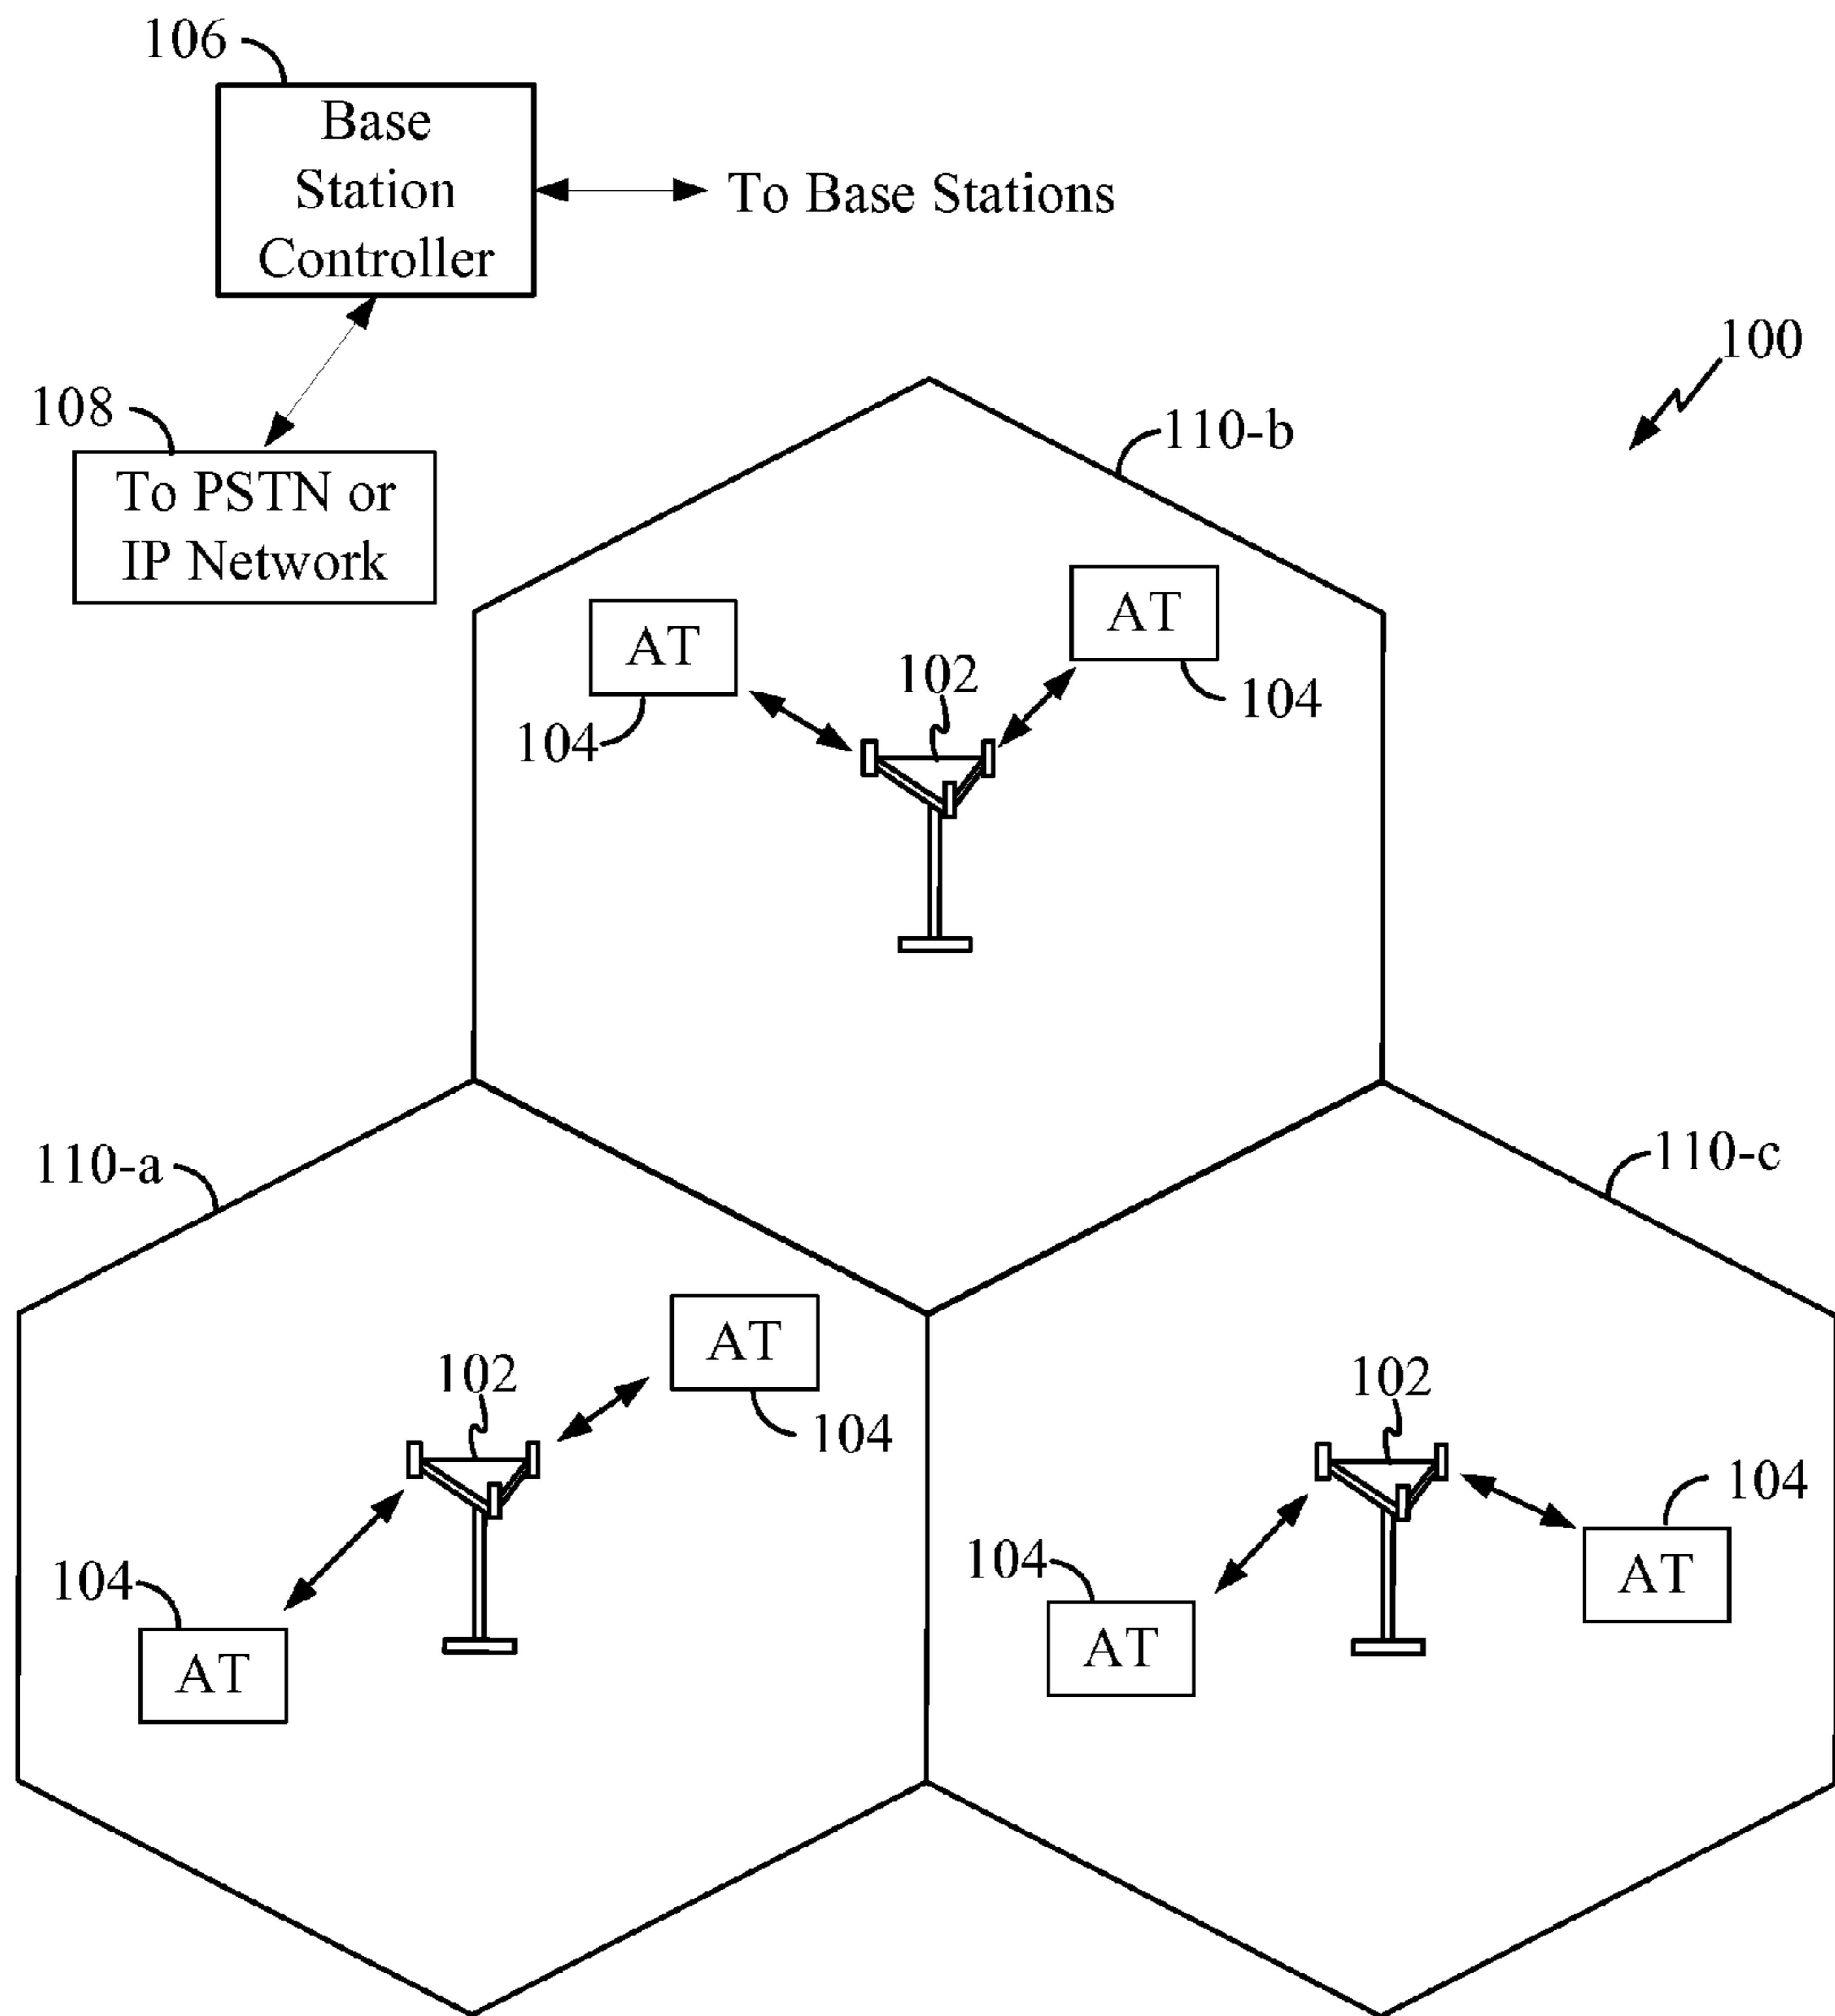 106
Base
Station
Controller
To Base Stations
100
108
To PSTN or
IP Network
110-b
AT
AT
102
104
104
110-a
110-c
AT
102
104
102
104
104
104
AT
AT
AT